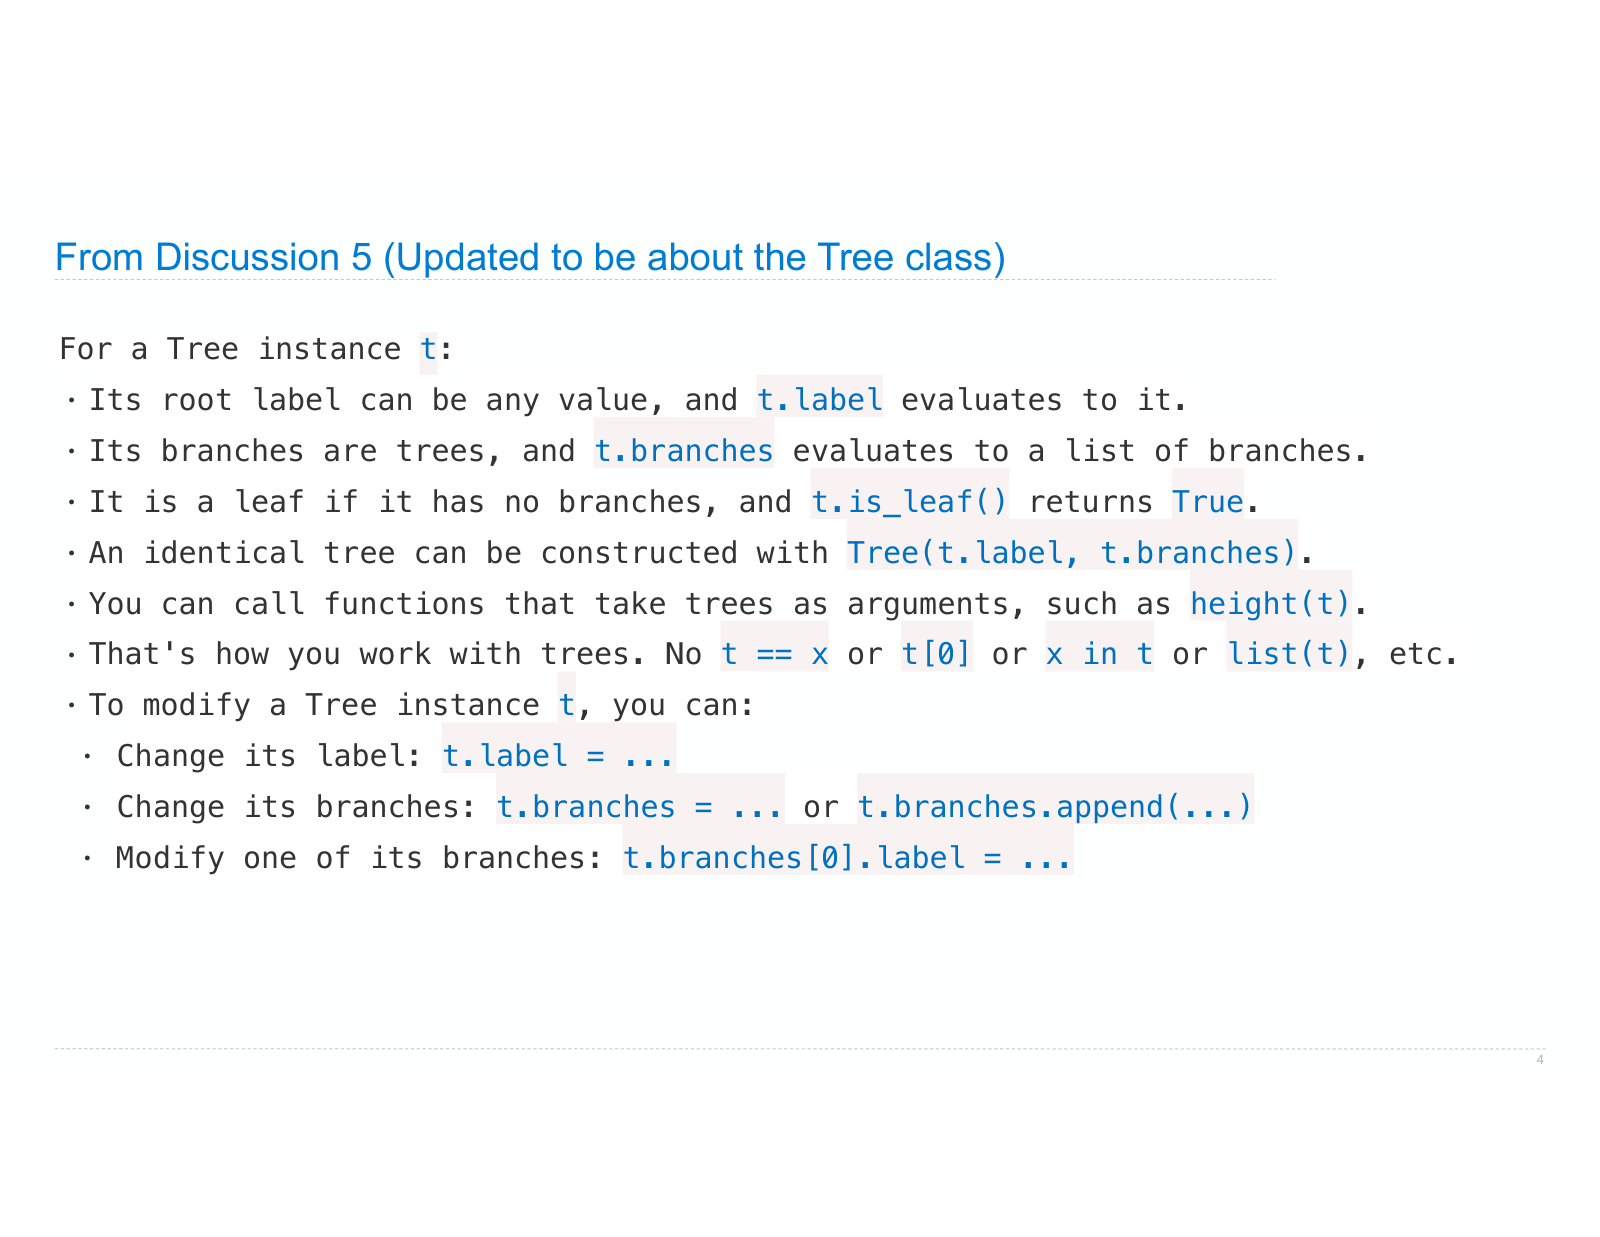 From Discussion 5 (Updated to be about the Tree class)
For a Tree instance t:
· Its root label can be any value, and t.label evaluates to it.
· Its branches are trees, and t.branches evaluates to a list of branches.
· It is a leaf if it has no branches, and t.is_leaf() returns True.
· An identical tree can be constructed with Tree(t.label, t.branches).
· You can call functions that take trees as arguments, such as height(t).
· That's how you work with trees. No t == x or t[0] or x in t or list(t), etc.
· To modify a Tree instance t, you can:
· Change its label: t.label = ...
· Change its branches: t.branches = ... or t.branches.append(...)
· Modify one of its branches: t.branches[0].label = ...
4